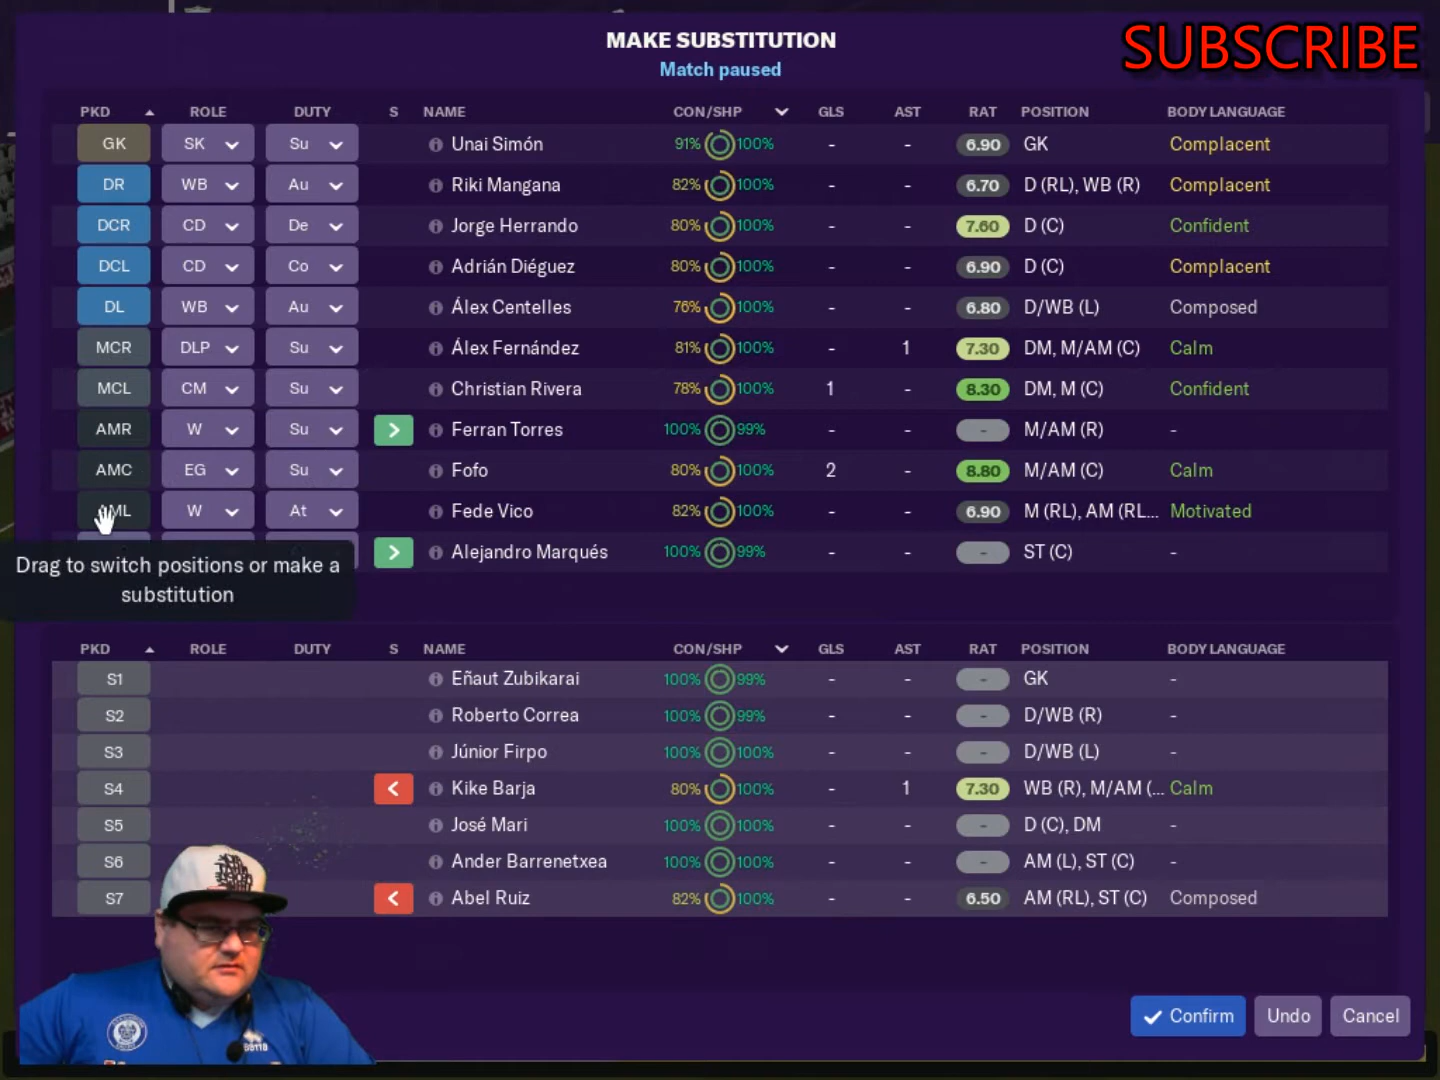 SUBSCRIBE
MAKE SUBSTITUTION
Match paused
PKD ROLE DUTY S NAME CON/SHP GLS AST RAT POSITION BODY LANGUAGE
GK SK Su Unai Simón 91% 100% - - 6.90 GK Complacent
DR WB Au Riki Mangana 82% 100% - - 6.70 D (RL), WB (R) Complacent
DCR CD De Jorge Herrando 80% 100% - - 7.60 D (C) Confident
DCL CD Co Adrián Diéguez 80% 100% - - 6.90 D (C) Complacent
DL WB Au Álex Centelles 76% 100% - - 6.80 D/WB (L) Composed
MCR DLP Su Álex Fernández 81% 100% - 1 7.30 DM, M/AM (C) Calm
MCL CM Su Christian Rivera 78% 100% 1 - 8.30 DM, M (C) Confident
AMR W Su > Ferran Torres 100% 99% - - - M/AM (R) -
AMC EG Su Fofo 80% 100% 2 - 8.80 M/AM (C) Calm
AML W At Fede Vico 82% 100% - - 6.90 M (RL), AM (RL... Motivated
> Alejandro Marqués 100% 99% - - - ST (C) -
Drag to switch positions or make a
substitution
PKD ROLE DUTY S NAME CON/SHP GLS AST RAT POSITION BODY LANGUAGE
S1 Eñaut Zubikarai 100% 99% - - - GK -
S2 Roberto Correa 100% 99% - - - D/WB (R) -
S3 Júnior Firpo 100% 100% - - - D/WB (L) -
S4 < Kike Barja 80% 100% - 1 7.30 WB (R), M/AM (... Calm
S5 José Mari 100% 100% - - - D (C), DM -
S6 Ander Barrenetxea 100% 100% - - - AM (L), ST (C) -
S7 < Abel Ruiz 82% 100% - - 6.50 AM (RL), ST (C) Composed
Confirm Undo Cancel